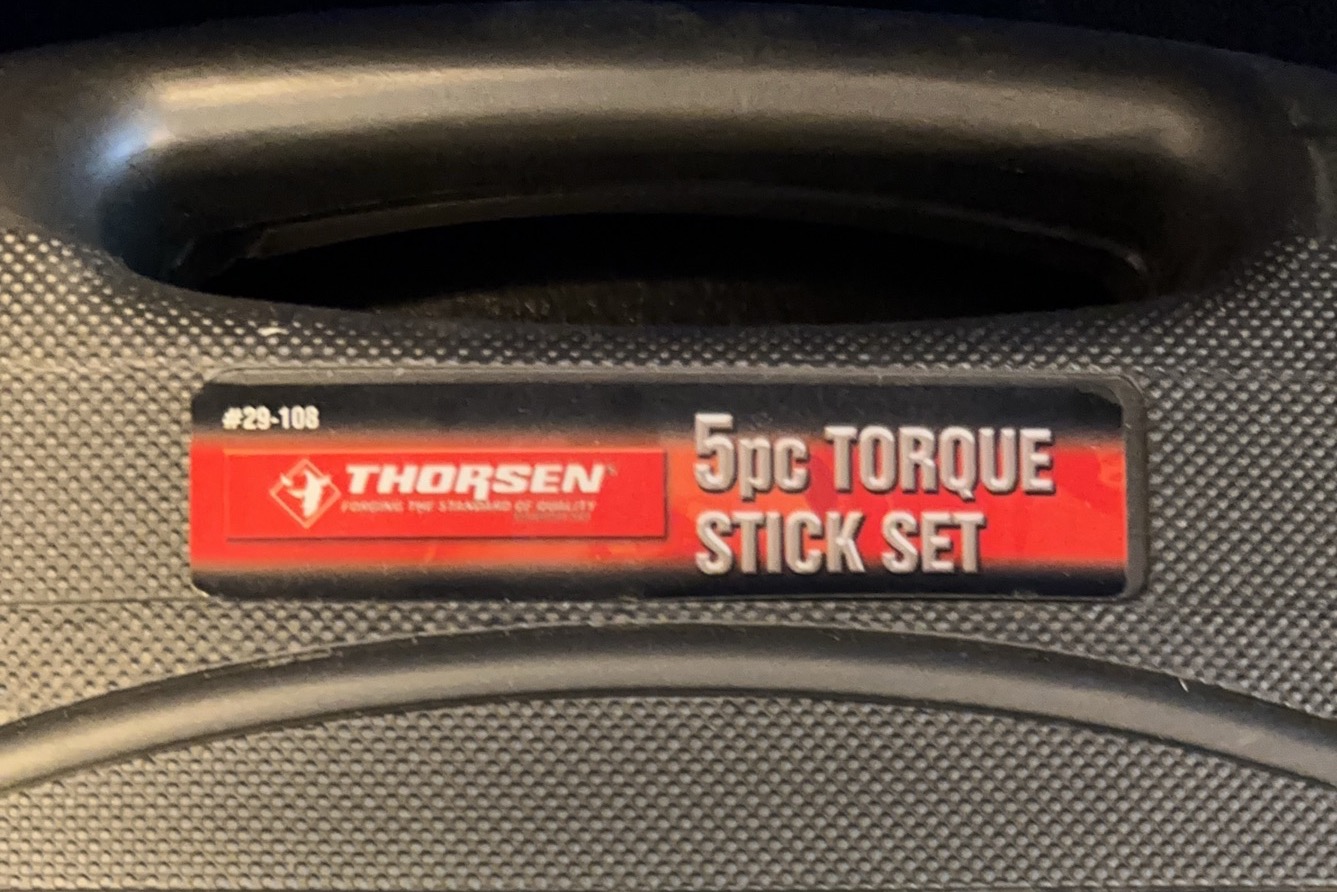 #29-108
THORSEN
FORGING THE STANDARD OF QUALITY
5pc TORQUE
STICK SET